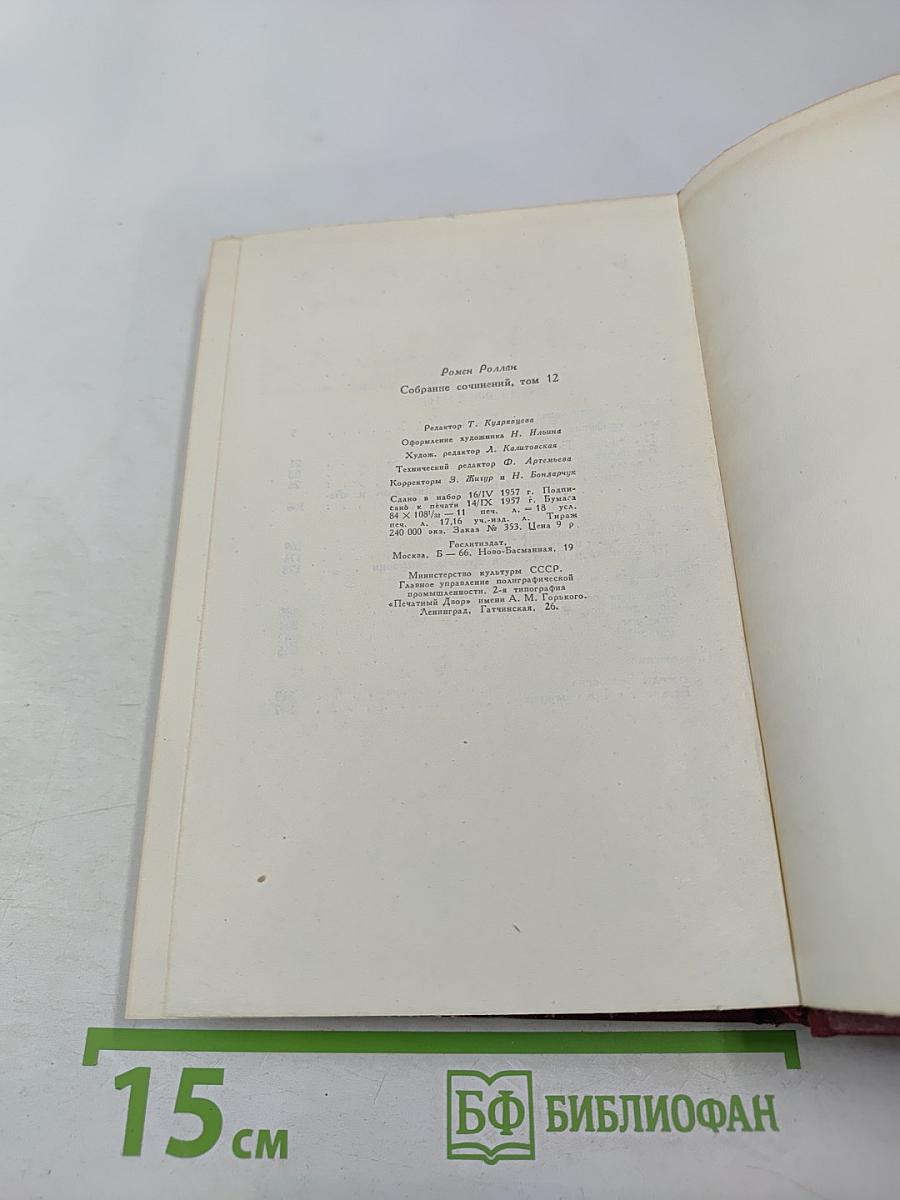 Ромен Роллан
Собрание сочинений, том 12
Редактор Т. Кудрявцева
Оформление художника Н. Ильина
Худож. редактор Л. Калитовская
Технический редактор Ф. Артемьева
Корректоры З. Жигур и Н. Бондарчук
Сдано в набор 16/IV 1957 г. Подпи-
сано к печати 14/IX 1957 г. Бумага
84 × 108¹/₃₂ — 11 печ. л. — 18 усл.
печ. л. 17,16 уч.-изд. л. Тираж
240 000 экз. Заказ № 353. Цена 9 р.
Гослитиздат,
Москва, Б — 66, Ново-Басманная, 19
Министерство культуры СССР.
Главное управление полиграфической
промышленности. 2-я типография
«Печатный Двор» имени А. М. Горького.
Ленинград, Гатчинская, 26.
15 см
БФ БИБЛИОФАН